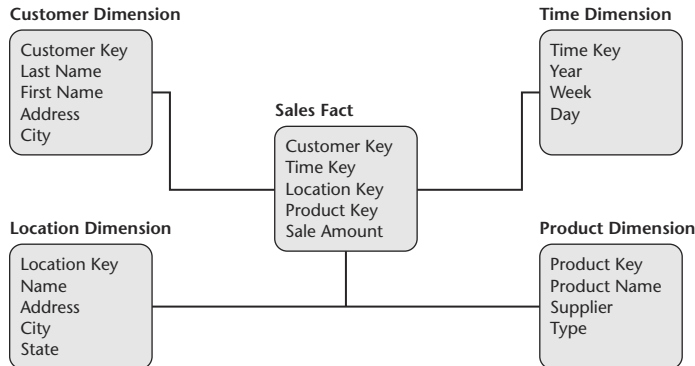 Customer Dimension
Customer Key
Last Name
First Name
Address
City
Time Dimension
Time Key
Year
Week
Day
Sales Fact
Customer Key
Time Key
Location Key
Product Key
Sale Amount
Location Dimension
Location Key
Name
Address
City
State
Product Dimension
Product Key
Product Name
Supplier
Type